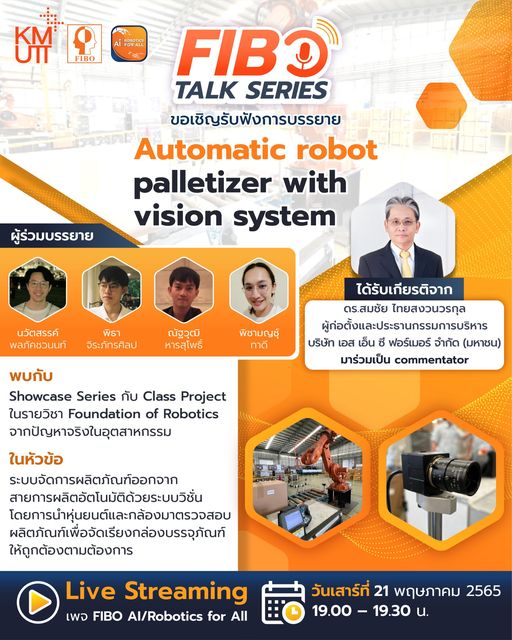 KM
UTT
FIBO
AI ROBOTICS
FOR ALL
FIBO
TALK SERIES
ขอเชิญรับฟังการบรรยาย
Automatic robot
palletizer with
vision system
ผู้ร่วมบรรยาย
นวัตสรรค์
พลภัคชวนนท์
พิธา
จีระภัทรศิลป
ณัฐวุฒิ
หารสุโพธิ์
พิชามญชุ์
ทาดี
ได้รับเกียรติจาก
ดร.สมชัย ไทยสงวนวรกุล
ผู้ก่อตั้งและประธานกรรมการบริหาร
บริษัท เอส เอ็น ซี ฟอร์เมอร์ จำกัด (มหาชน)
มาร่วมเป็น commentator
พบกับ
Showcase Series กับ Class Project
ในรายวิชา Foundation of Robotics
จากปัญหาจริงในอุตสาหกรรม
ในหัวข้อ
ระบบจัดการผลิตภัณฑ์ออกจาก
สายการผลิตอัตโนมัติด้วยระบบวิชั่น
โดยการนำหุ่นยนต์และกล้องมาตรวจสอบ
ผลิตภัณฑ์เพื่อจัดเรียงกล่องบรรจุภัณฑ์
ให้ถูกต้องตามต้องการ
Live Streaming
เพจ FIBO AI/Robotics for All
วันเสาร์ที่ 21 พฤษภาคม 2565
19.00 – 19.30 น.